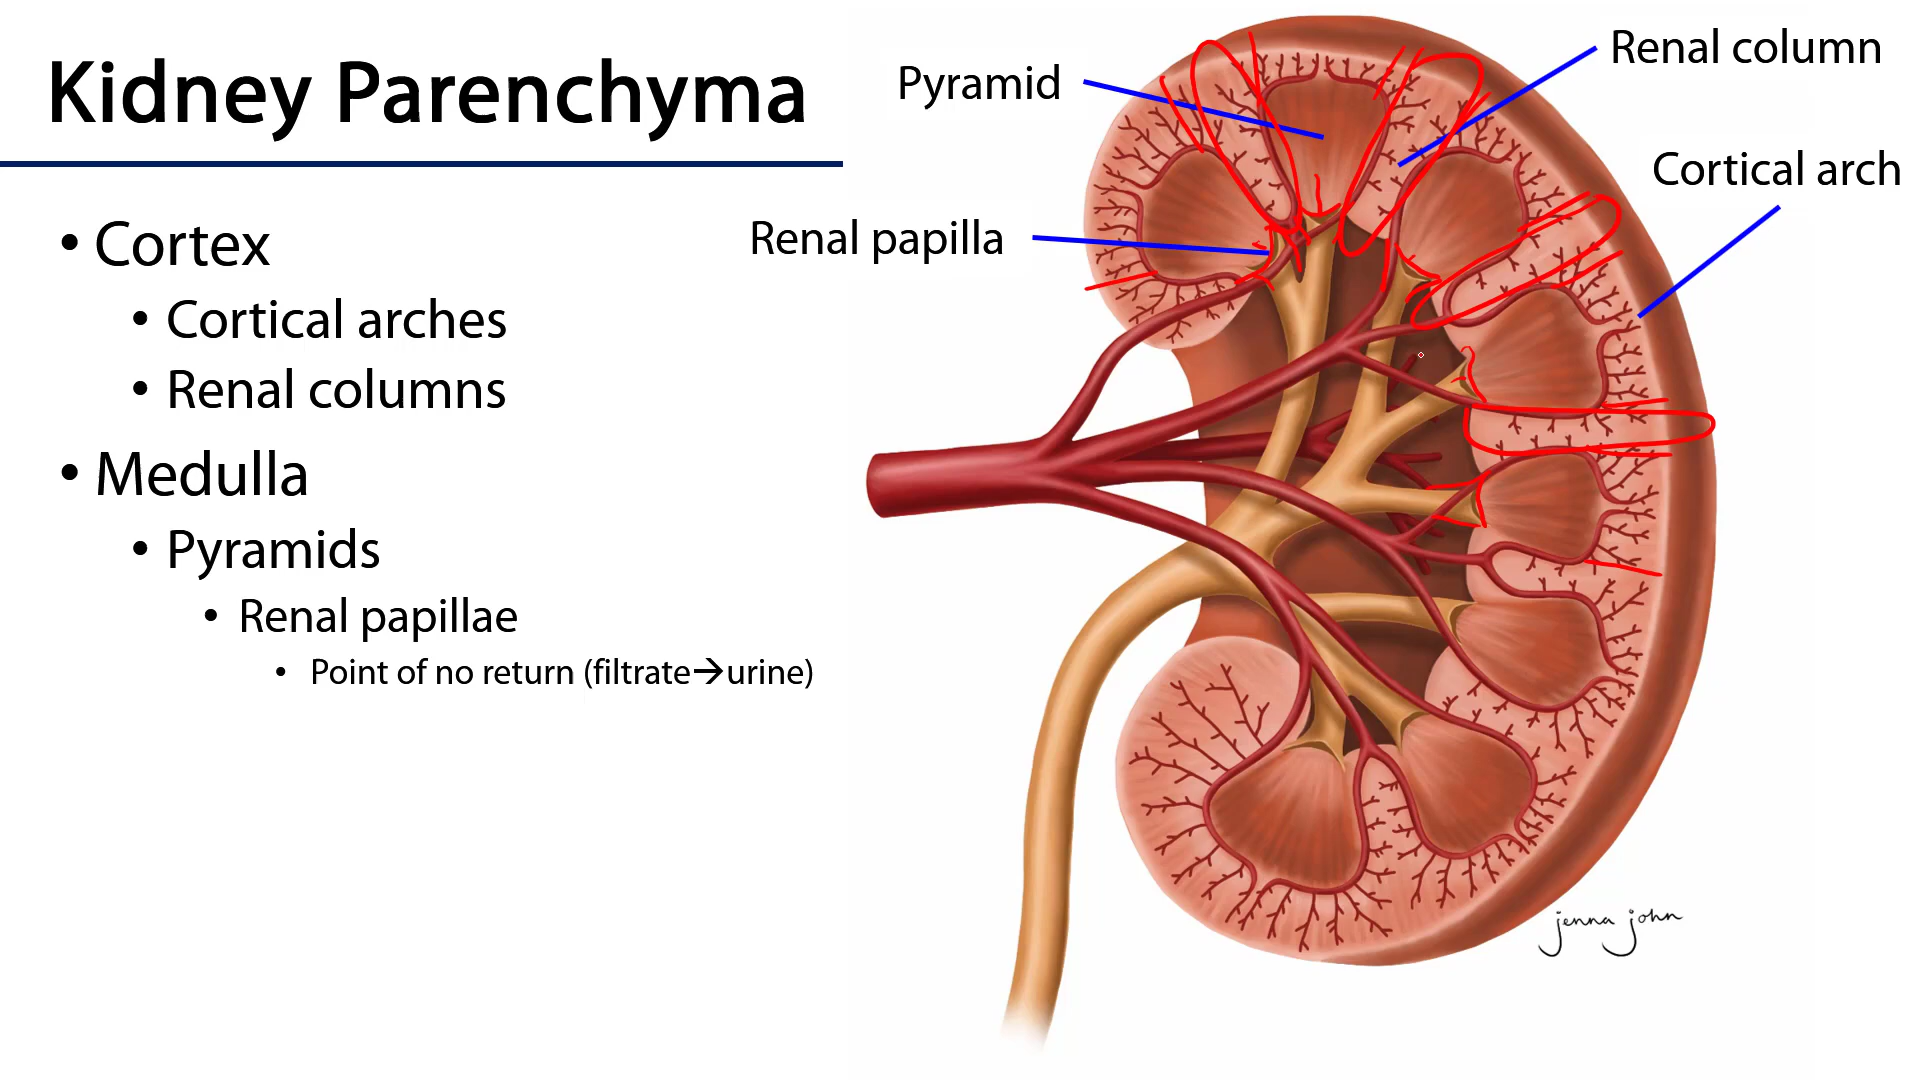 Kidney Parenchyma
• Cortex
• Cortical arches
• Renal columns
• Medulla
• Pyramids
• Renal papillae
• Point of no return (filtrate→urine)
Pyramid
Renal column
Cortical arch
Renal papilla
jenna john